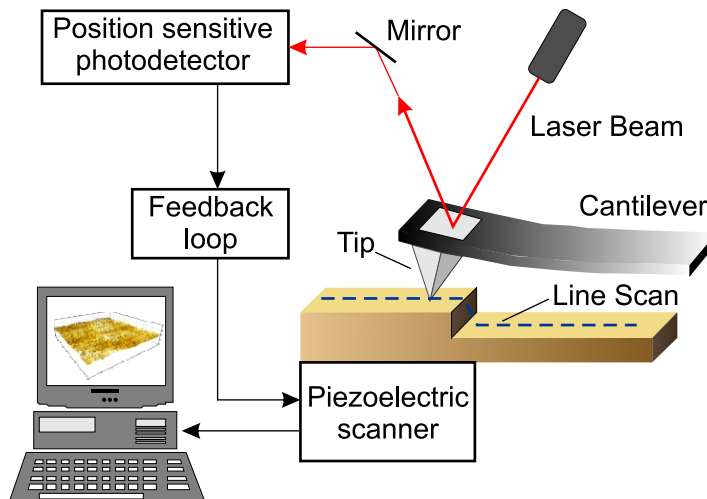 Position sensitive
photodetector
Mirror
Laser Beam
Feedback
loop
Cantilever
Tip
Line Scan
Piezoelectric
scanner